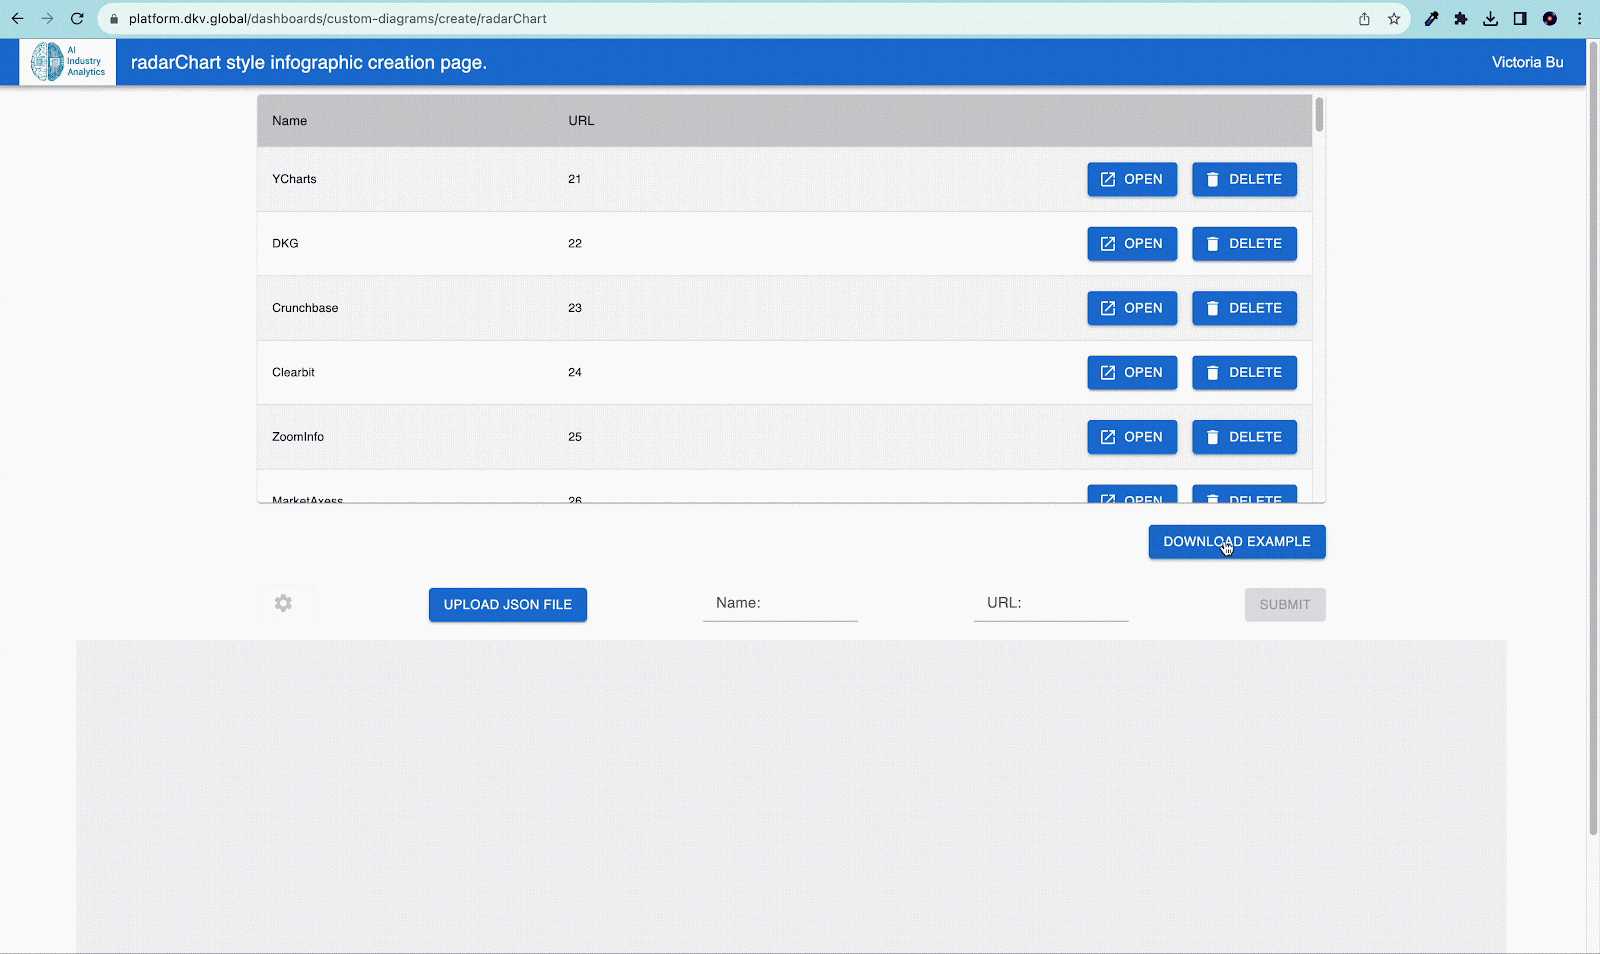 platform.dkv.global/dashboards/custom-diagrams/create/radarChart
AI
Industry
Analytics
radarChart style infographic creation page.
Victoria Bu
Name URL
YCharts 21 OPEN DELETE
DKG 22 OPEN DELETE
Crunchbase 23 OPEN DELETE
Clearbit 24 OPEN DELETE
ZoomInfo 25 OPEN DELETE
MarketAxess 26 OPEN DELETE
DOWNLOAD EXAMPLE
UPLOAD JSON FILE Name: URL: SUBMIT